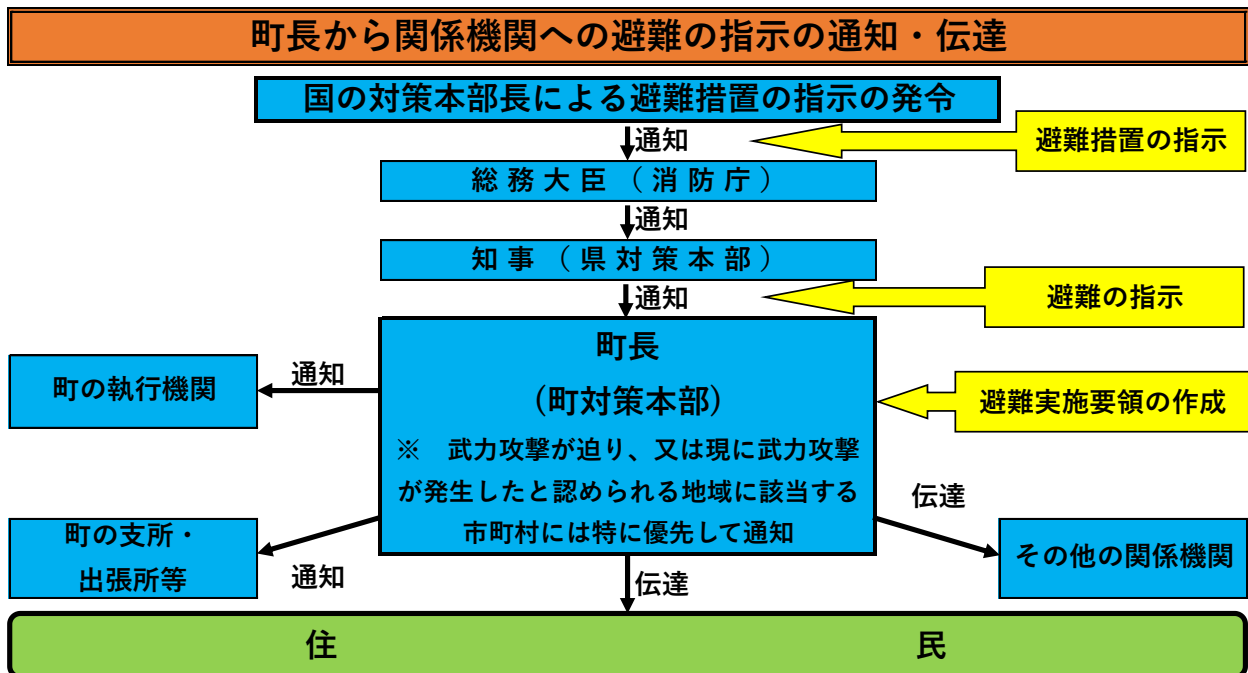 町長から関係機関への避難の指示の通知・伝達
国の対策本部長による避難措置の指示の発令
通知
避難措置の指示
総務大臣（消防庁）
通知
知事（県対策本部）
通知
避難の指示
町長
（町対策本部）
※　武力攻撃が迫り、又は現に武力攻撃
が発生したと認められる地域に該当する
市町村には特に優先して通知
通知
町の執行機関
避難実施要領の作成
伝達
町の支所・
出張所等
通知
伝達
その他の関係機関
住　民